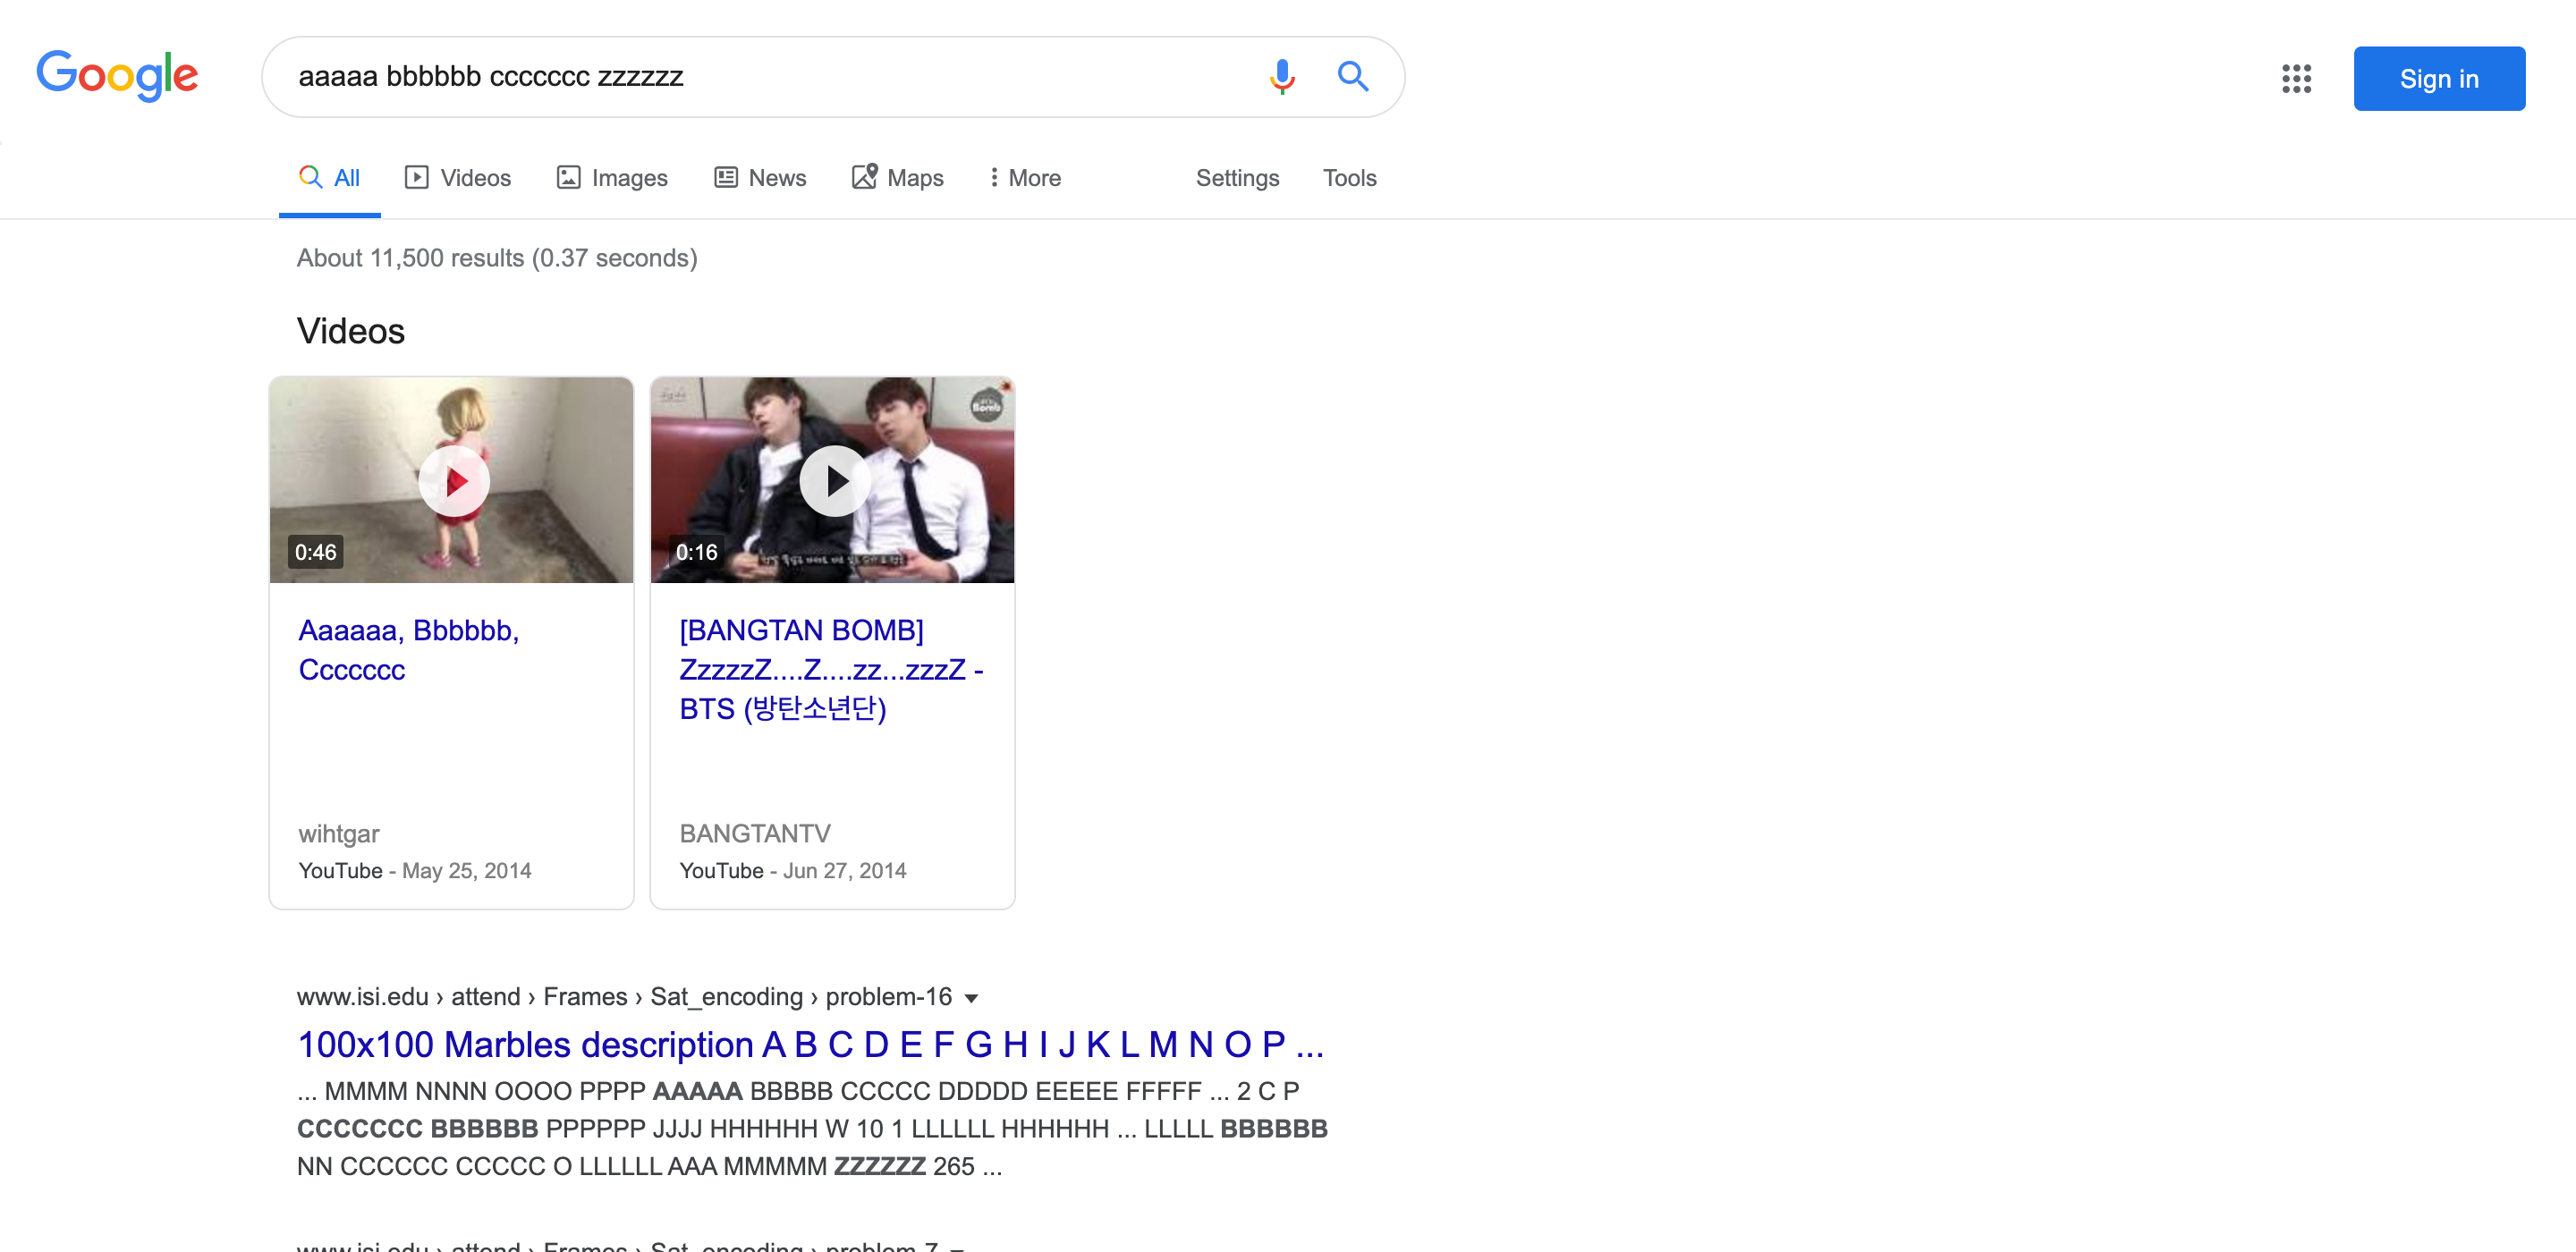 Google
aaaaa bbbbbb ccccccc zzzzzz
Sign in
All
Videos
Images
News
Maps
More
Settings
Tools
About 11,500 results (0.37 seconds)
Videos
Bomb
0:46
0:16
Aaaaaa, Bbbbbb,
Ccccccc
[BANGTAN BOMB]
ZzzzzZ....Z....zz...zzzZ -
BTS (방탄소년단)
wihtgar
YouTube - May 25, 2014
BANGTANTV
YouTube - Jun 27, 2014
www.isi.edu › attend › Frames › Sat_encoding › problem-16
100x100 Marbles description A B C D E F G H I J K L M N O P ...
... MMMM NNNN OOOO PPPP AAAAA BBBBB CCCCC DDDDD EEEEE FFFFF ... 2 C P
CCCCCCC BBBBBB PPPPPP JJJJ HHHHHH W 10 1 LLLLLL HHHHHH ... LLLLL BBBBBB
NN CCCCCC CCCCC O LLLLLL AAA MMMMM ZZZZZZ 265 ...
www.isi.edu › attend › Frames › Sat_encoding › problem-7